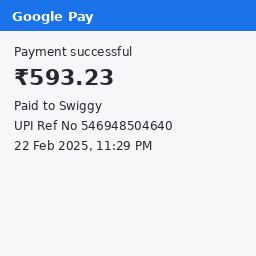 Google Pay
Payment successful
₹593.23
Paid to Swiggy
UPI Ref No 546948504640
22 Feb 2025, 11:29 PM